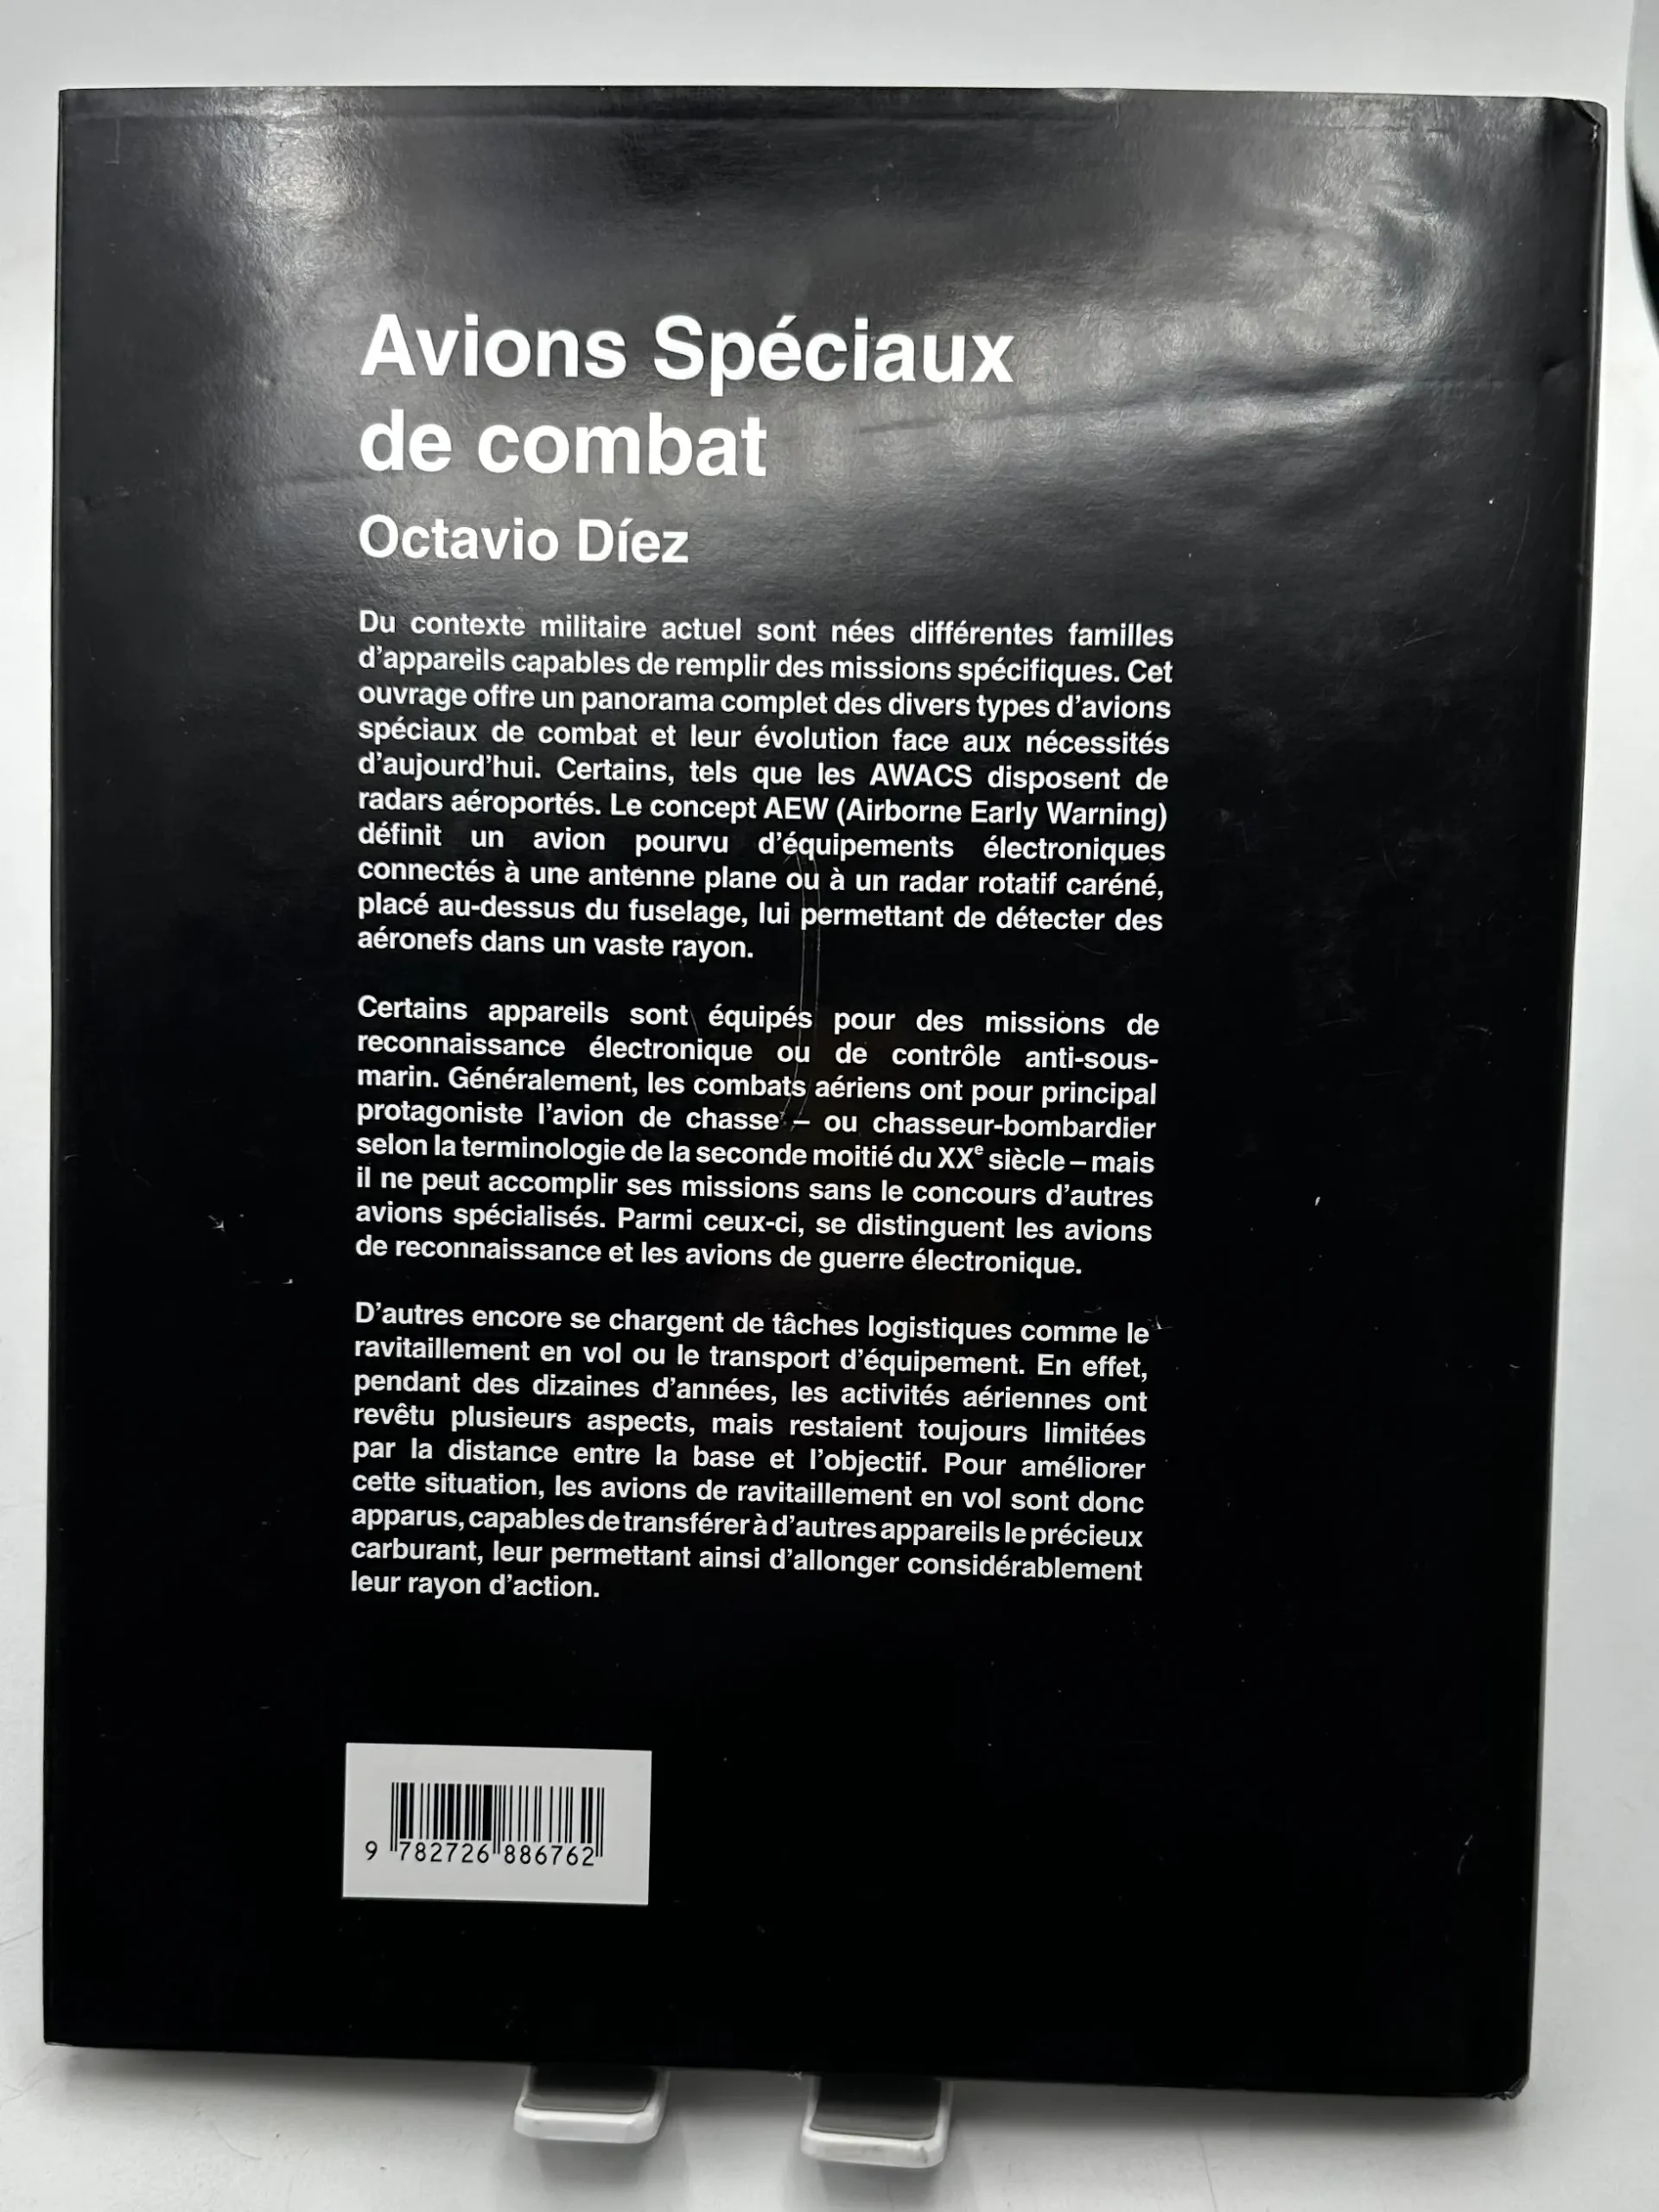 Avions Spéciaux
de combat
Octavio Díez
Du contexte militaire actuel sont nées différentes familles
d'appareils capables de remplir des missions spécifiques. Cet
ouvrage offre un panorama complet des divers types d'avions
spéciaux de combat et leur évolution face aux nécessités
d'aujourd'hui. Certains, tels que les AWACS disposent de
radars aéroportés. Le concept AEW (Airborne Early Warning)
définit un avion pourvu d'équipements électroniques
connectés à une antenne plane ou à un radar rotatif caréné,
placé au-dessus du fuselage, lui permettant de détecter des
aéronefs dans un vaste rayon.
Certains appareils sont équipés pour des missions de
reconnaissance électronique ou de contrôle anti-sous-
marin. Généralement, les combats aériens ont pour principal
protagoniste l'avion de chasse – ou chasseur-bombardier
selon la terminologie de la seconde moitié du XXe siècle – mais
il ne peut accomplir ses missions sans le concours d'autres
avions spécialisés. Parmi ceux-ci, se distinguent les avions
de reconnaissance et les avions de guerre électronique.
D'autres encore se chargent de tâches logistiques comme le
ravitaillement en vol ou le transport d'équipement. En effet,
pendant des dizaines d'années, les activités aériennes ont
revêtu plusieurs aspects, mais restaient toujours limitées
par la distance entre la base et l'objectif. Pour améliorer
cette situation, les avions de ravitaillement en vol sont donc
apparus, capables de transférer à d'autres appareils le précieux
carburant, leur permettant ainsi d'allonger considérablement
leur rayon d'action.
9 782726 886762